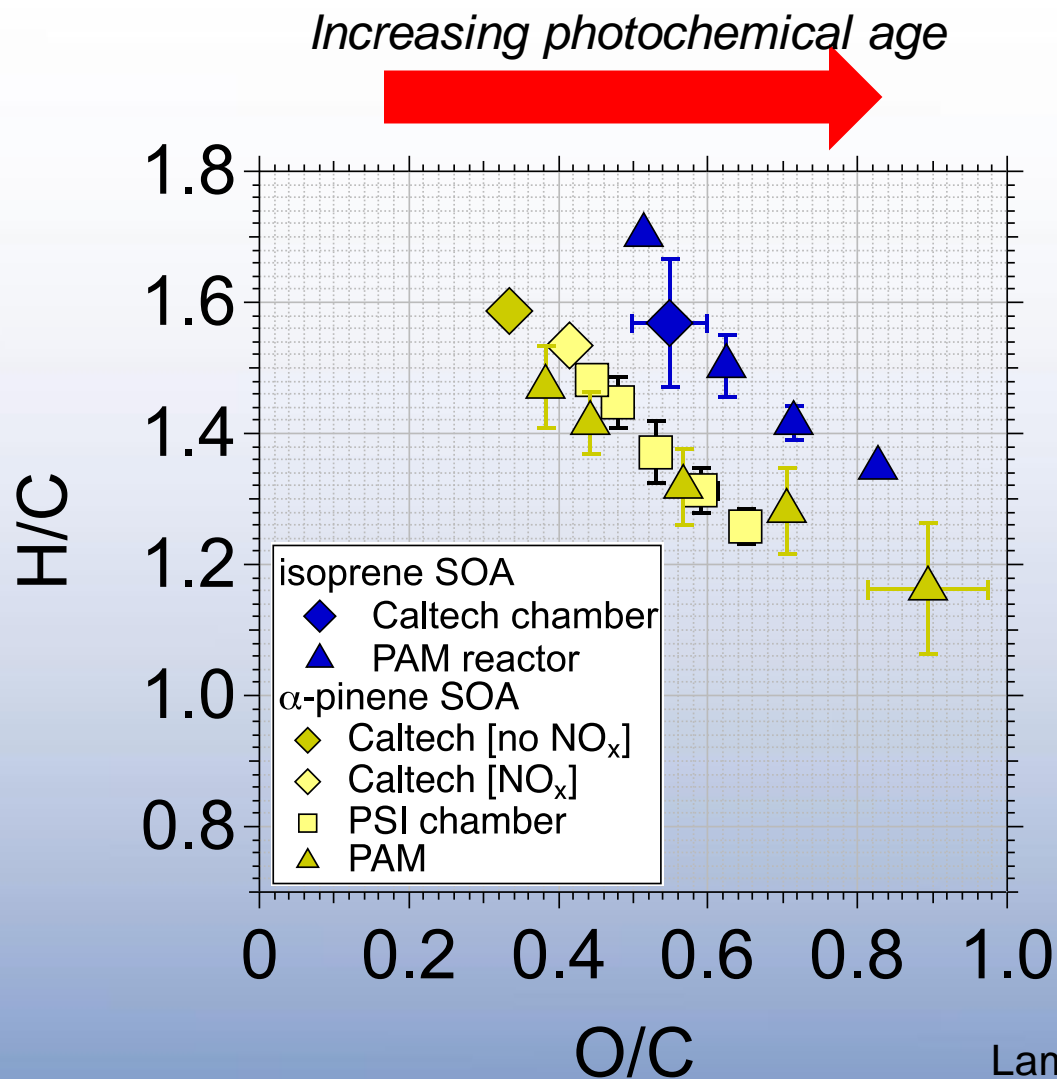 Increasing photochemical age
1.8
1.6
1.4
1.2
1.0
0.8
H/C
isoprene SOA
Caltech chamber
PAM reactor
α-pinene SOA
Caltech [no NOx]
Caltech [NOx]
PSI chamber
PAM
0 0.2 0.4 0.6 0.8 1.0
O/C